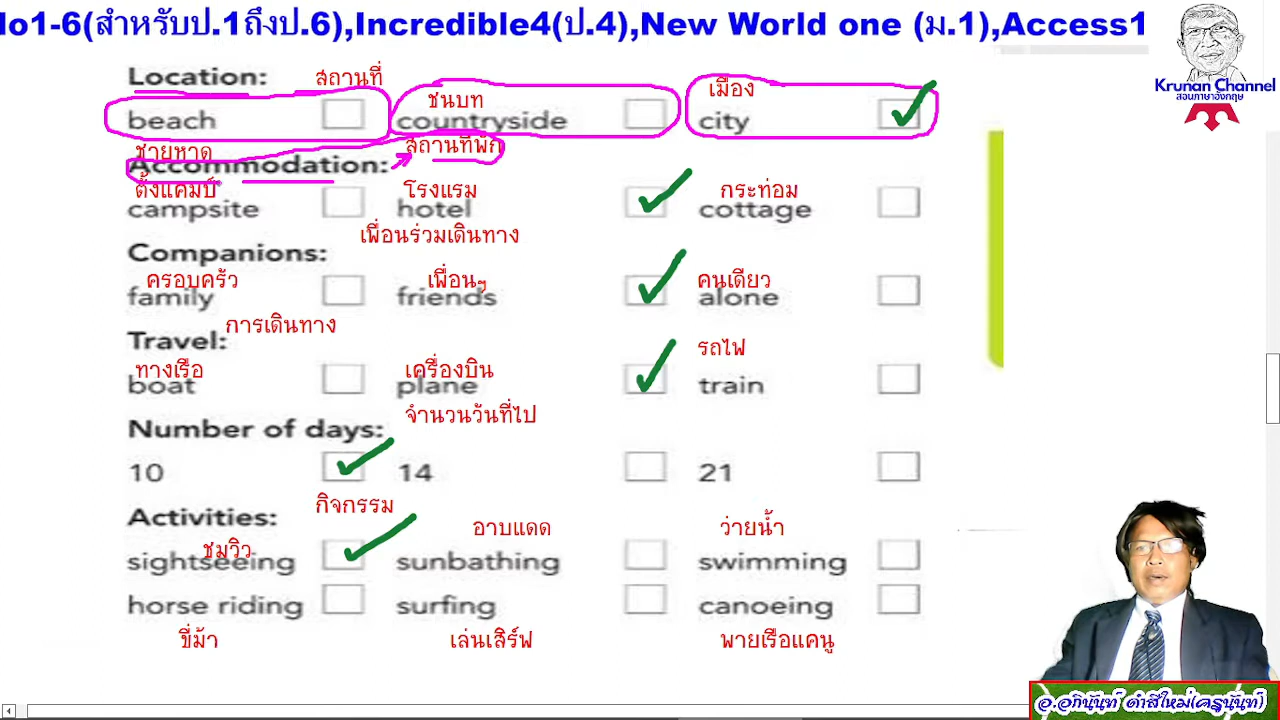 lo1-6(สำหรับป.1ถึงป.6),Incredible4(ป.4),New World one (ม.1),Access1
Krunan Channel
สอนภาษาอังกฤษ
Location: สถานที่
ชนบท เมือง
beach countryside city
ชายหาด สถานที่พัก
Accommodation:
ตั้งแคมป์ โรงแรม กระท่อม
campsite hotel cottage
เพื่อนร่วมเดินทาง
Companions:
ครอบครัว เพื่อนๆ คนเดียว
family friends alone
การเดินทาง
Travel:
ทางเรือ เครื่องบิน รถไฟ
boat plane train
จำนวนวันที่ไป
Number of days:
10 14 21
กิจกรรม
Activities:
ชมวิว อาบแดด ว่ายน้ำ
sightseeing sunbathing swimming
horse riding surfing canoeing
ขี่ม้า เล่นเสิร์ฟ พายเรือแคนู
อ.อภินันท์ คำสีใหม่(ครูนันท์)